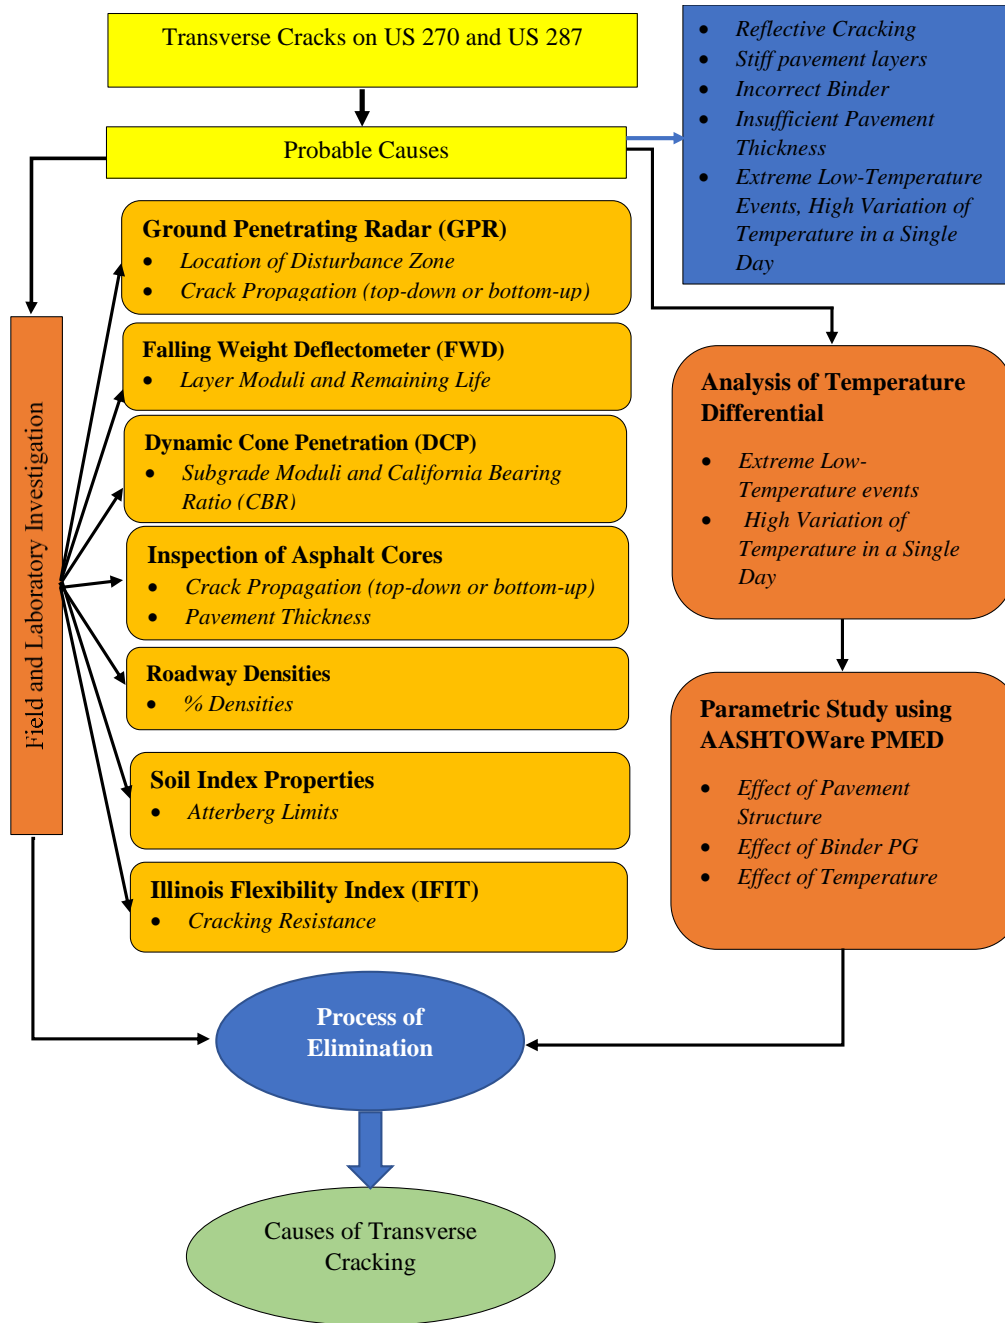 Transverse Cracks on US 270 and US 287
Probable Causes
• Reflective Cracking
• Stiff pavement layers
• Incorrect Binder
• Insufficient Pavement
Thickness
• Extreme Low-Temperature
Events, High Variation of
Temperature in a Single
Day
Field and Laboratory Investigation
Ground Penetrating Radar (GPR)
• Location of Disturbance Zone
• Crack Propagation (top-down or bottom-up)
Falling Weight Deflectometer (FWD)
• Layer Moduli and Remaining Life
Dynamic Cone Penetration (DCP)
• Subgrade Moduli and California Bearing
Ratio (CBR)
Inspection of Asphalt Cores
• Crack Propagation (top-down or bottom-up)
• Pavement Thickness
Roadway Densities
• % Densities
Soil Index Properties
• Atterberg Limits
Illinois Flexibility Index (IFIT)
• Cracking Resistance
Analysis of Temperature
Differential
• Extreme Low-
Temperature events
• High Variation of
Temperature in a Single
Day
Parametric Study using
AASHTOWare PMED
• Effect of Pavement
Structure
• Effect of Binder PG
• Effect of Temperature
Process of
Elimination
Causes of Transverse
Cracking